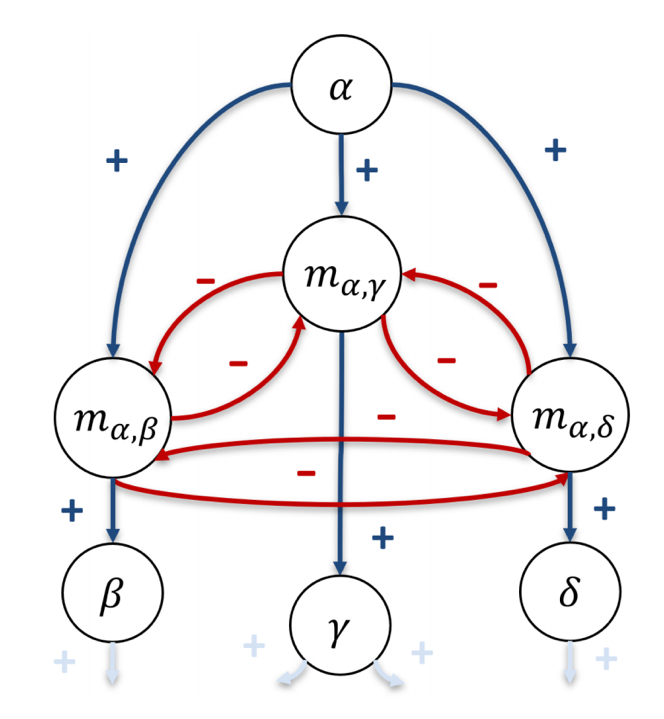 α
+ + +
m_{α,γ}
− −
− −
m_{α,β} − m_{α,δ}
−
+ + +
β γ δ
+ + + +